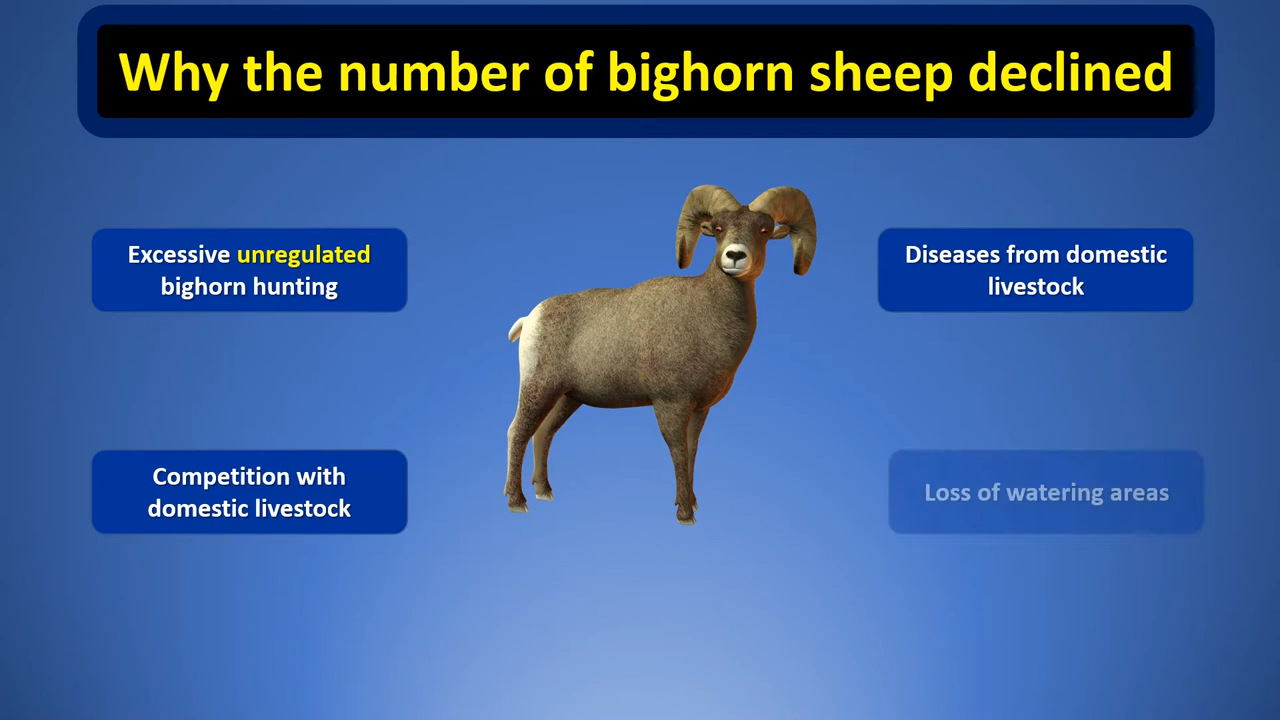 Why the number of bighorn sheep declined
Excessive unregulated
bighorn hunting
Diseases from domestic
livestock
Competition with
domestic livestock
Loss of watering areas